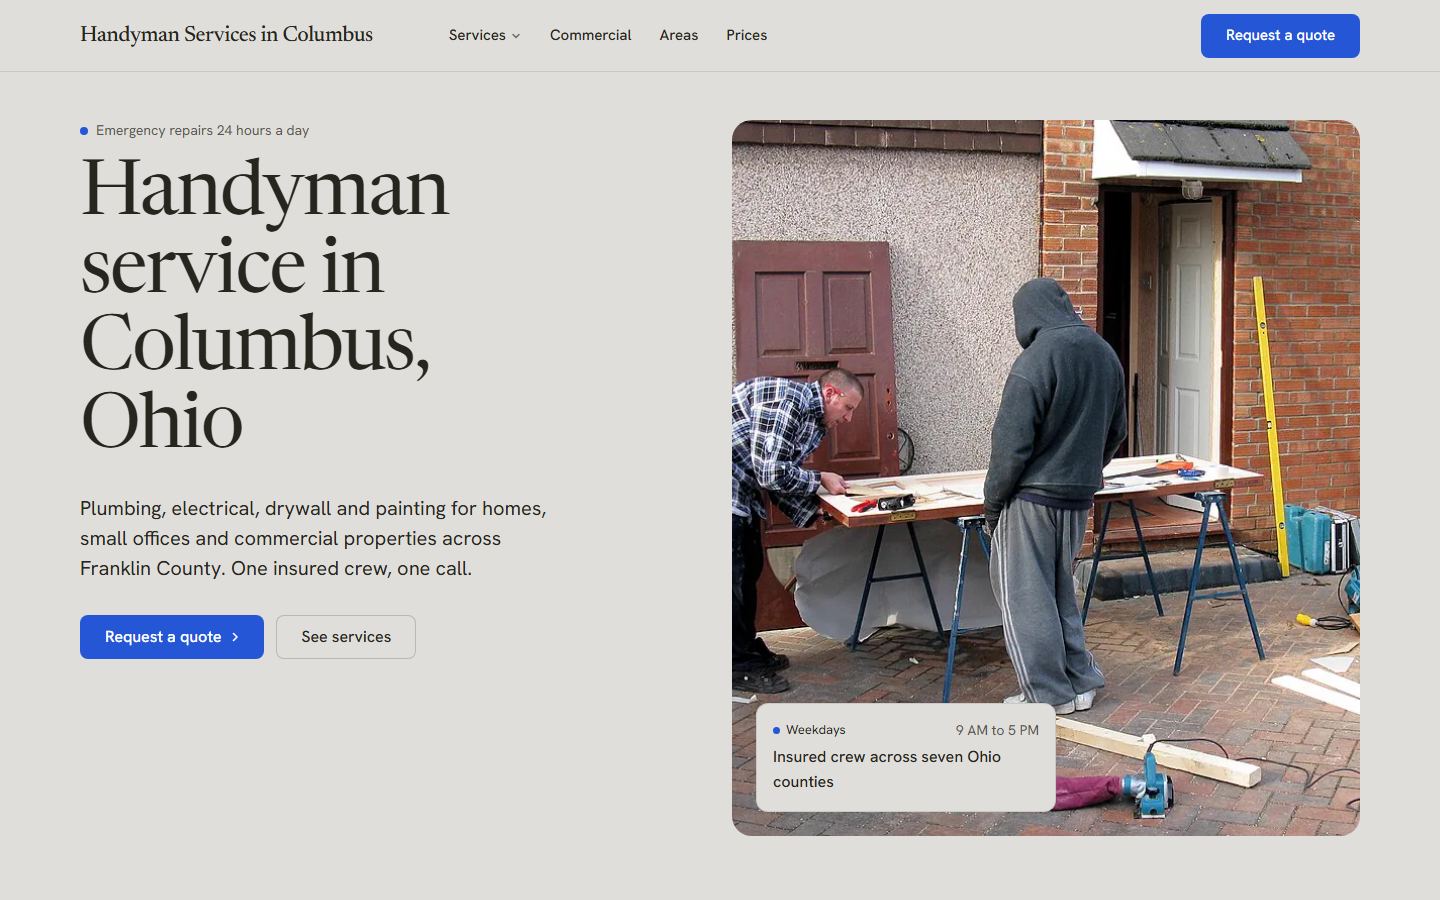 Handyman Services in Columbus
Services
Commercial
Areas
Prices
Request a quote
Emergency repairs 24 hours a day
Handyman
service in
Columbus,
Ohio
Plumbing, electrical, drywall and painting for homes,
small offices and commercial properties across
Franklin County. One insured crew, one call.
Request a quote
See services
Weekdays
9 AM to 5 PM
Insured crew across seven Ohio
counties